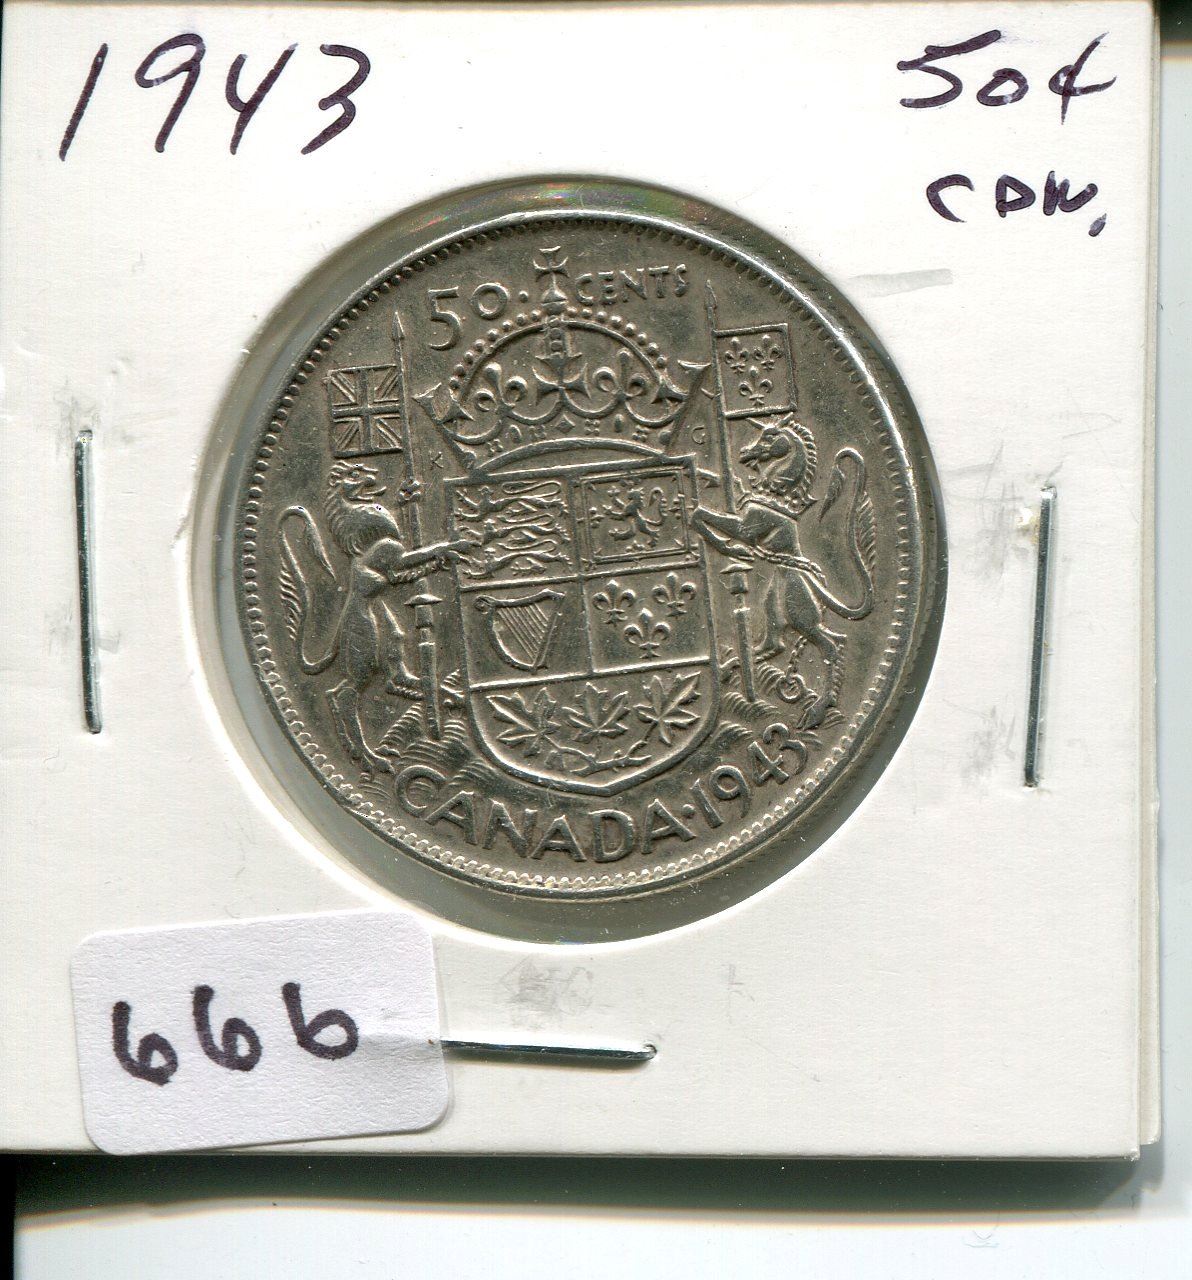 1943 50¢
CDN.
50 · CENTS
K G
CANADA · 1943
666